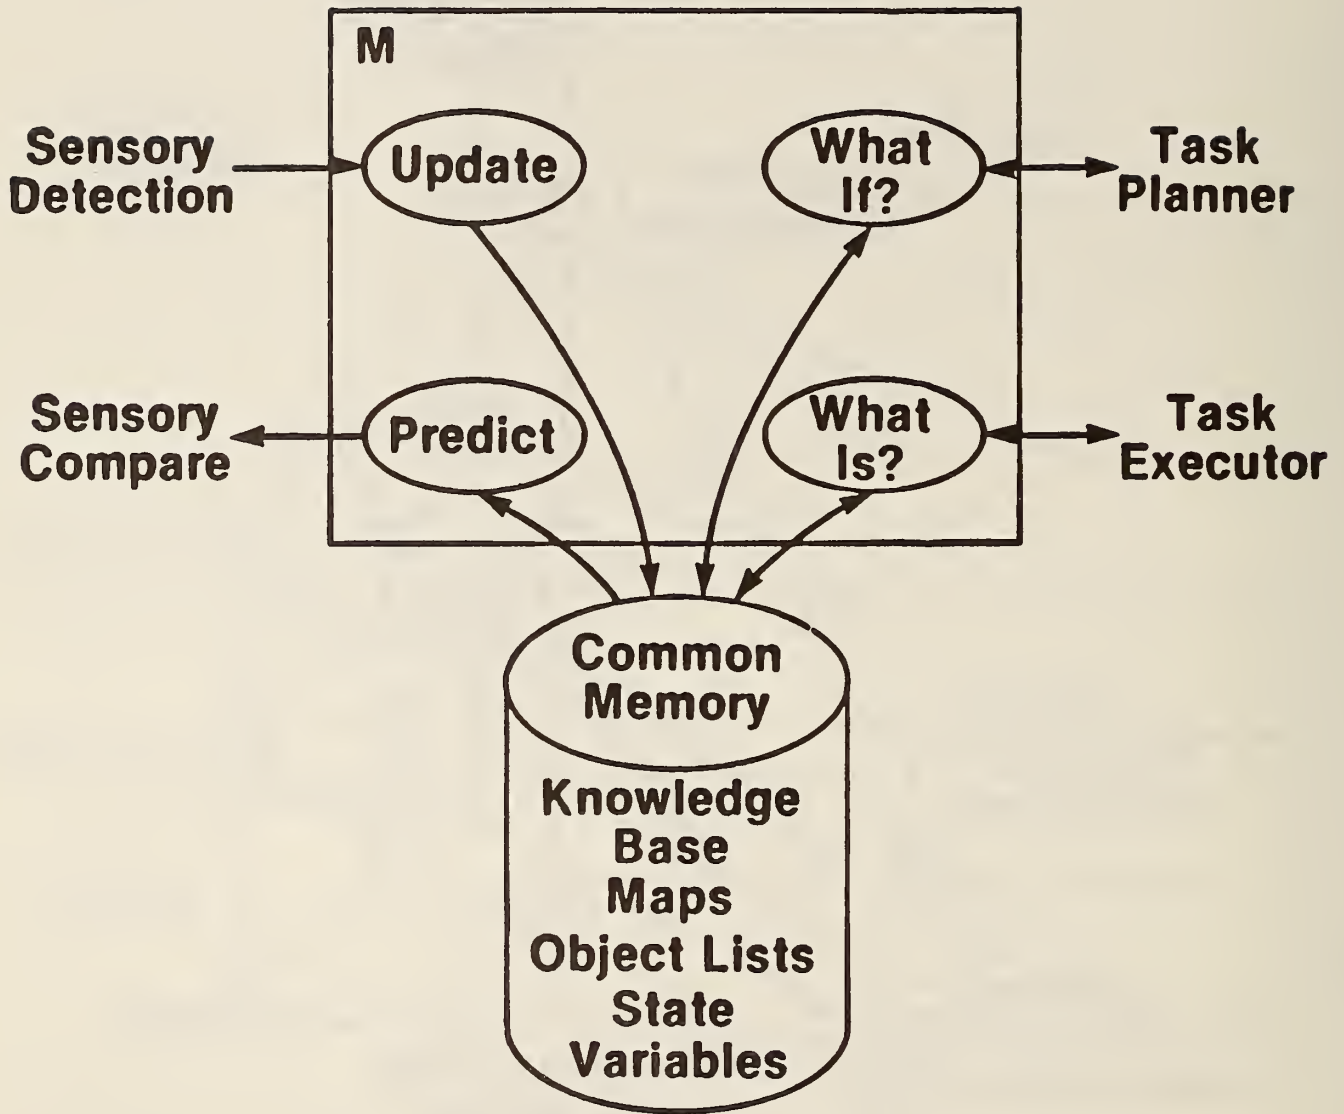 M
Sensory
Detection
Update
What
If?
Task
Planner
Sensory
Compare
Predict
What
Is?
Task
Executor
Common
Memory
Knowledge
Base
Maps
Object Lists
State
Variables